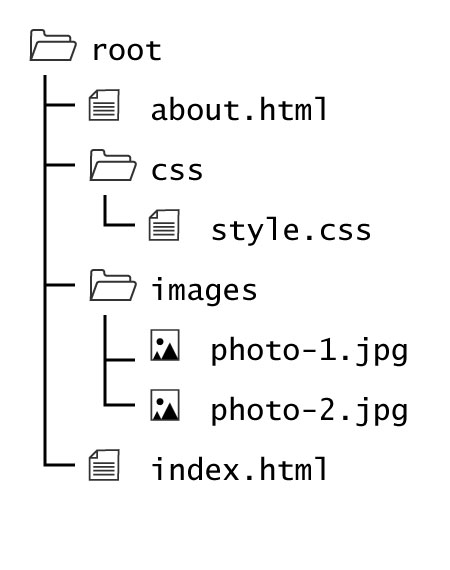 root
about.html
css
style.css
images
photo-1.jpg
photo-2.jpg
index.html